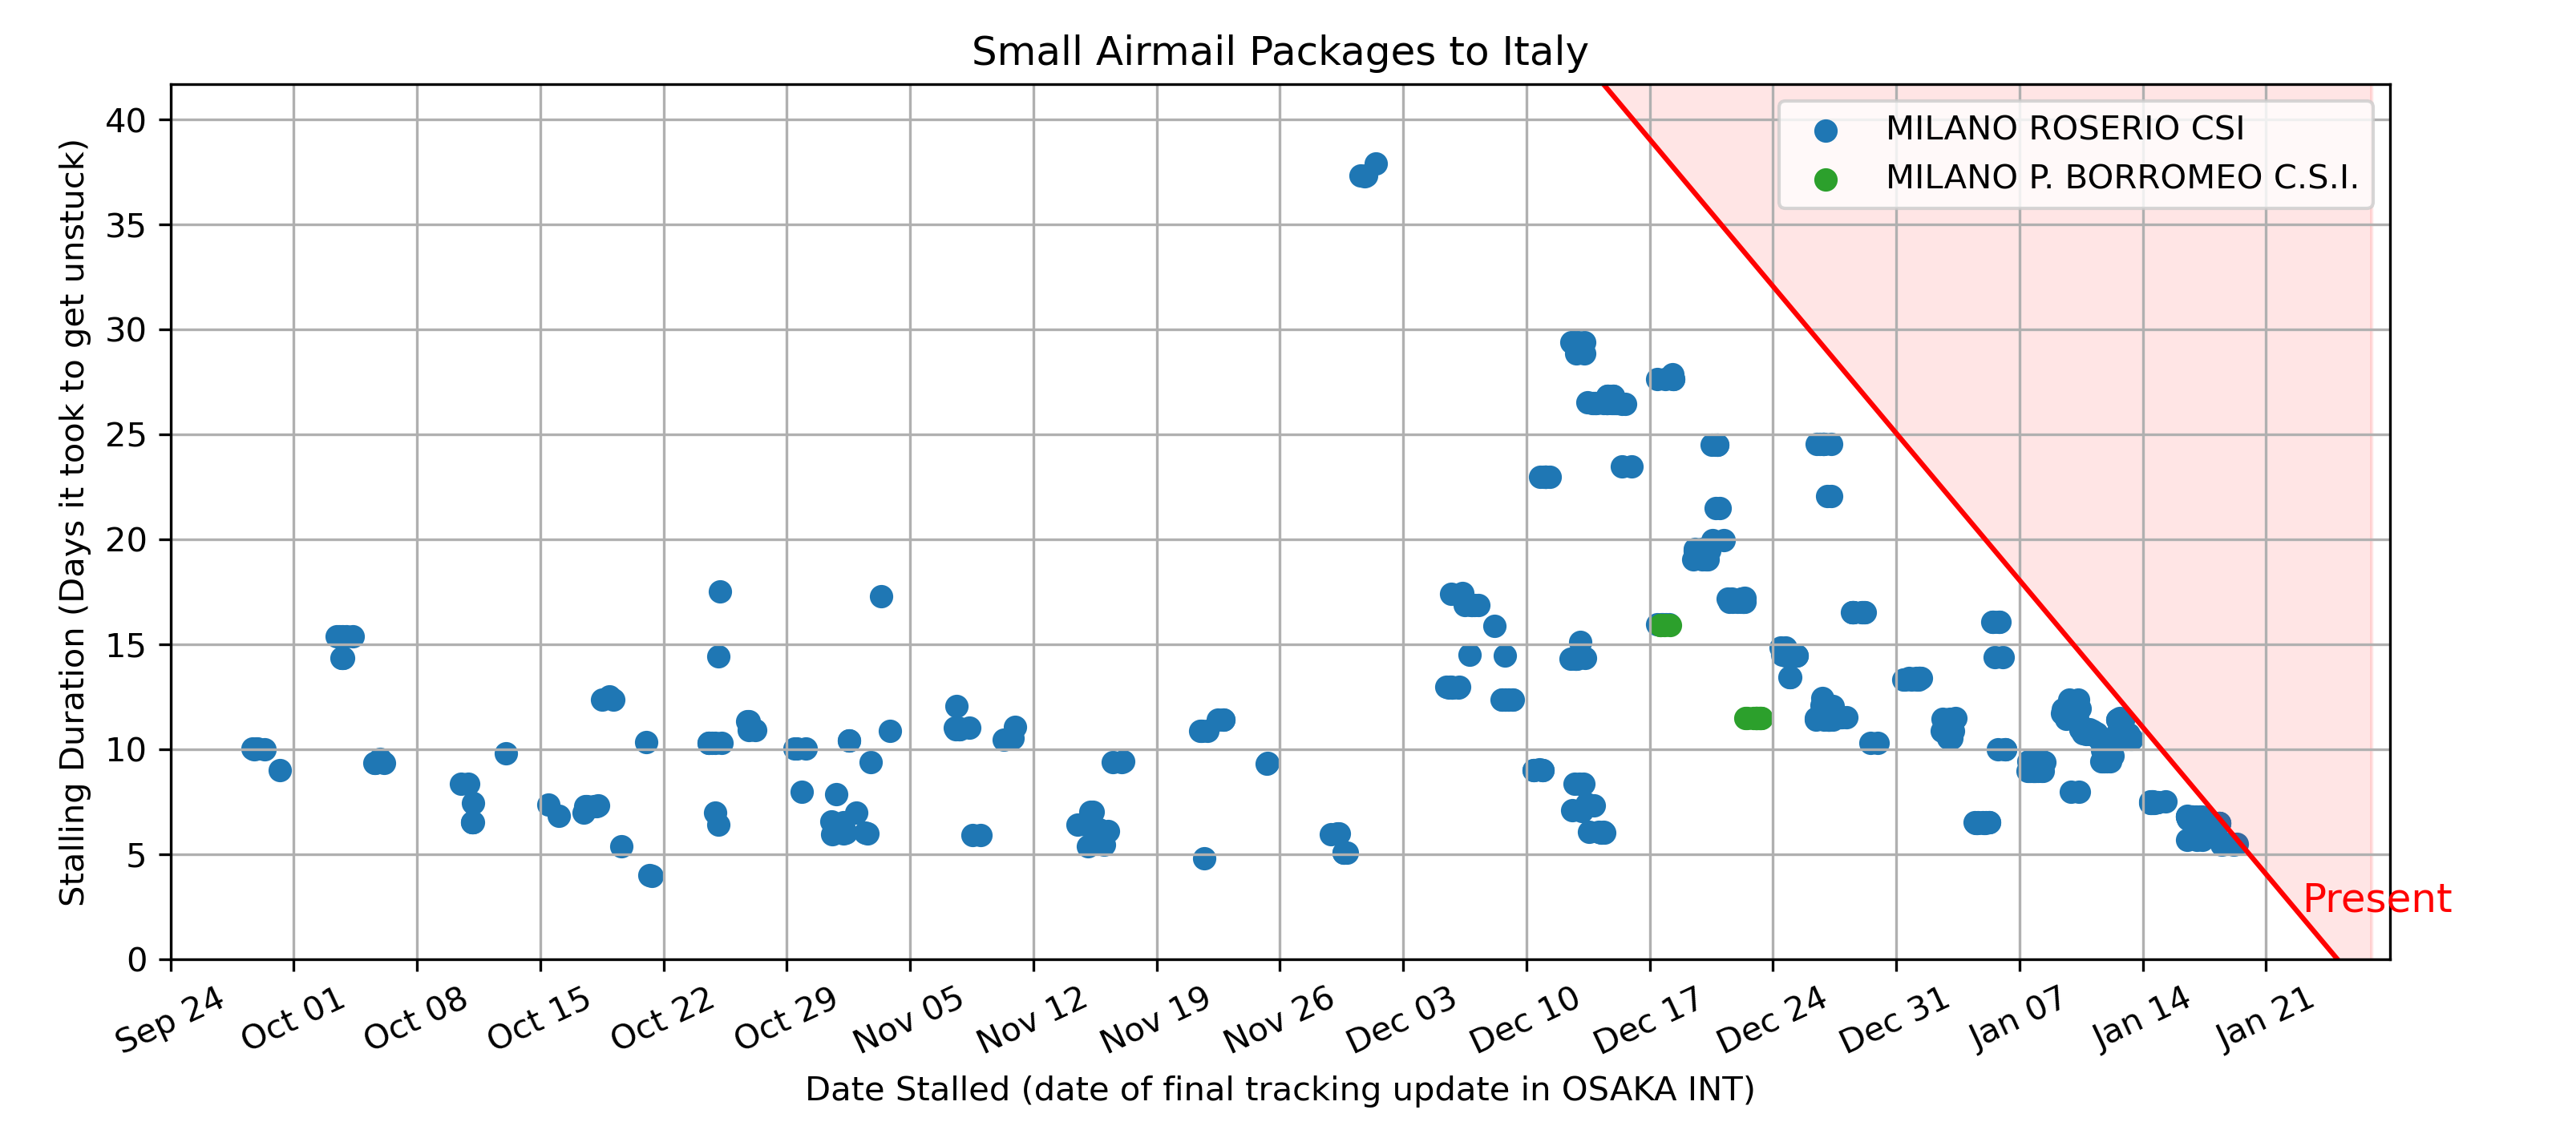 Small Airmail Packages to Italy
Stalling Duration (Days it took to get unstuck)
40
35
30
25
20
15
10
5
0
MILANO ROSERIO CSI
MILANO P. BORROMEO C.S.I.
Present
Sep 24
Oct 01
Oct 08
Oct 15
Oct 22
Oct 29
Nov 05
Nov 12
Nov 19
Nov 26
Dec 03
Dec 10
Dec 17
Dec 24
Dec 31
Jan 07
Jan 14
Jan 21
Date Stalled (date of final tracking update in OSAKA INT)